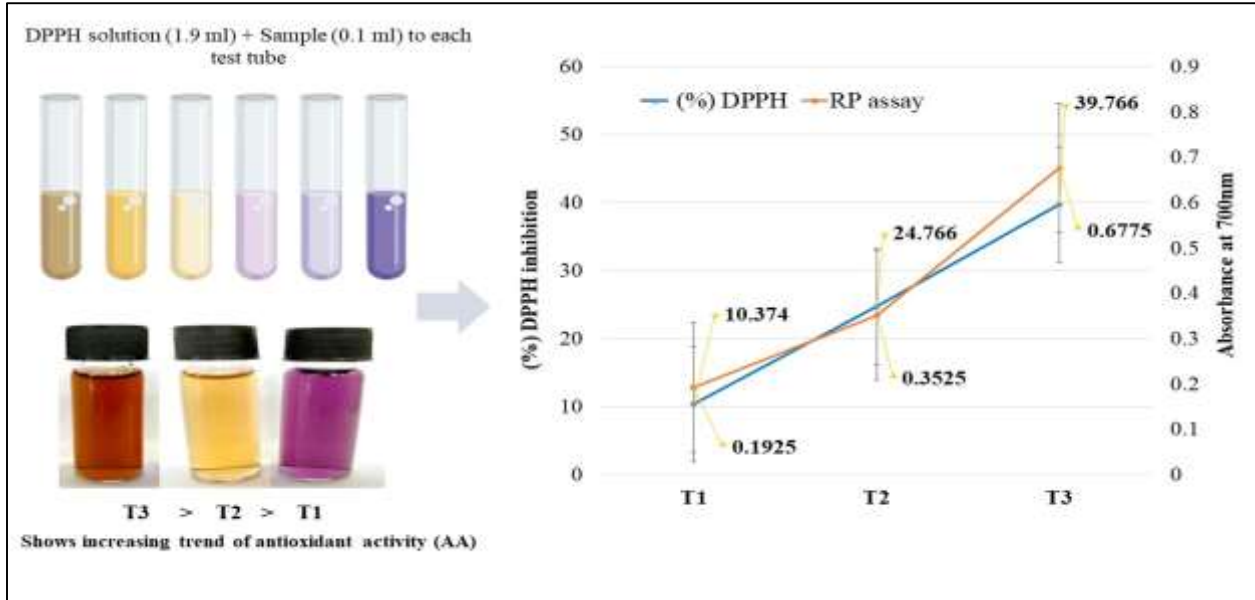 DPPH solution (1.9 ml) + Sample (0.1 ml) to each
test tube
T3 > T2 > T1
Shows increasing trend of antioxidant activity (AA)
(%) DPPH inhibition
60
50
40
30
20
10
0
(%) DPPH
RP assay
10.374
0.1925
24.766
0.3525
39.766
0.6775
T1
T2
T3
0.9
0.8
0.7
0.6
0.5
0.4
0.3
0.2
0.1
0
Absorbance at 700nm